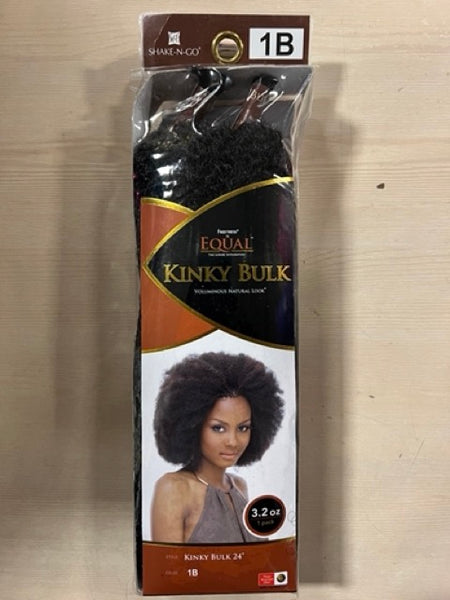 SHAKE-N-GO®
1B
FreeTress®
EQUAL®
KINKY BULK
VOLUMINOUS NATURAL LOOK®
3.2 oz
1 pack
STYLE: KINKY BULK 24"
COLOR: 1B